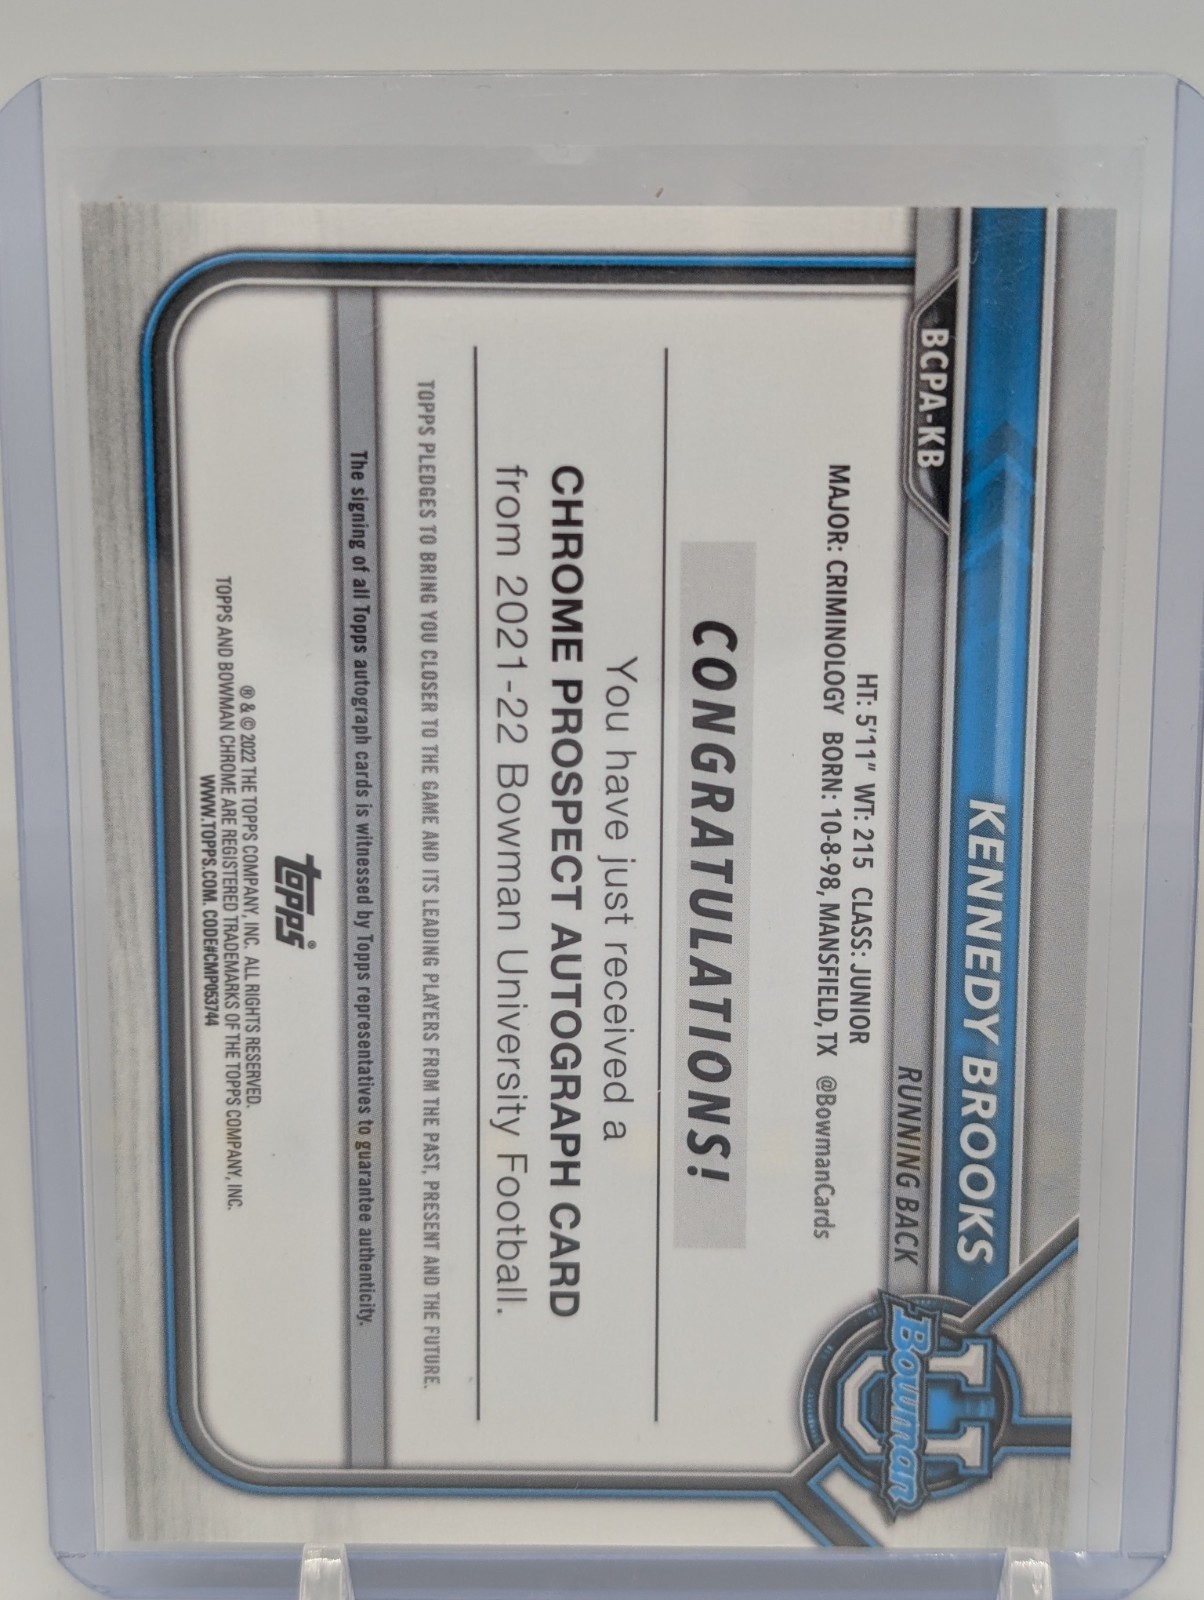 KENNEDY BROOKS
BCPA-KB
RUNNING BACK
Bowman
U
HT: 5'11" WT: 215 CLASS: JUNIOR
MAJOR: CRIMINOLOGY BORN: 10-8-98, MANSFIELD, TX @BowmanCards
CONGRATULATIONS!
You have just received a
CHROME PROSPECT AUTOGRAPH CARD
from 2021-22 Bowman University Football.
TOPPS PLEDGES TO BRING YOU CLOSER TO THE GAME AND ITS LEADING PLAYERS FROM THE PAST, PRESENT AND THE FUTURE.
The signing of all Topps autograph cards is witnessed by Topps representatives to guarantee authenticity.
topps®
® & © 2022 THE TOPPS COMPANY, INC. ALL RIGHTS RESERVED.
TOPPS AND BOWMAN CHROME ARE REGISTERED TRADEMARKS OF THE TOPPS COMPANY, INC.
WWW.TOPPS.COM. CODE#CMP053744